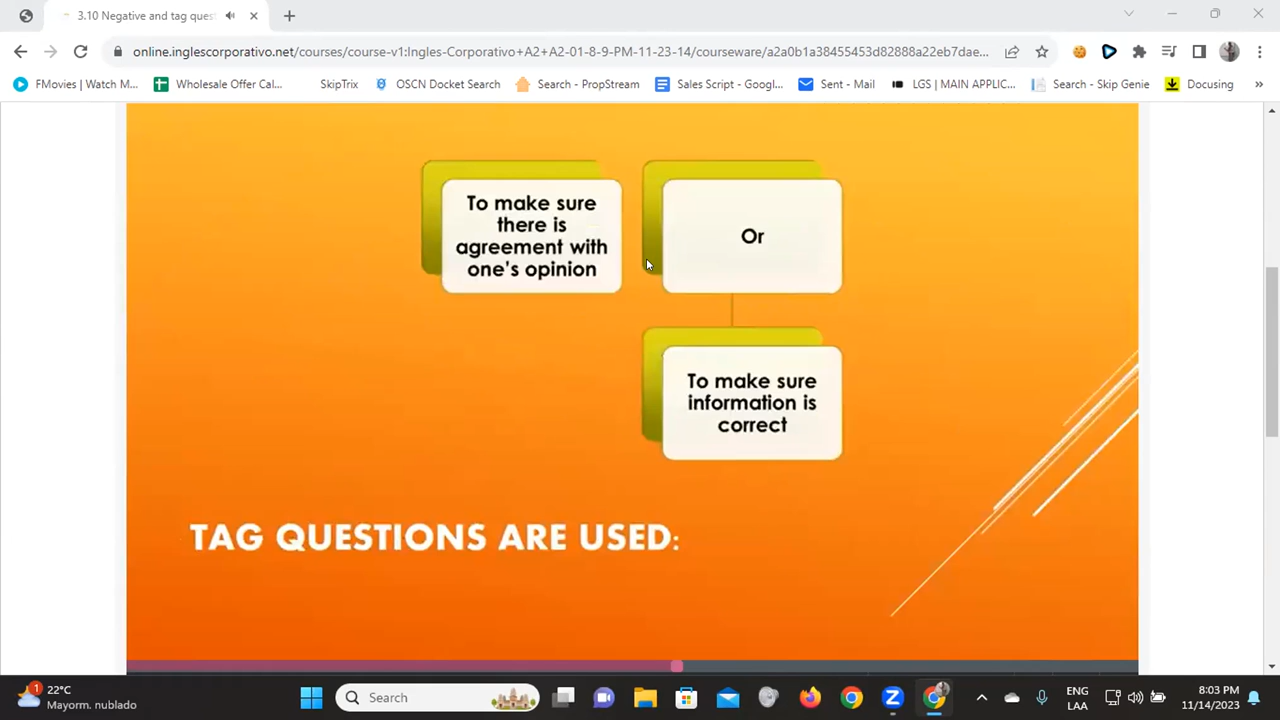 3.10 Negative and tag quest
online.inglescorporativo.net/courses/course-v1:Ingles-Corporativo+A2+A2-01-8-9-PM-11-23-14/courseware/a2a0b1a38455453d82888a22eb7dae...
FMovies | Watch M...
Wholesale Offer Cal...
SkipTrix
OSCN Docket Search
Search - PropStream
Sales Script - Googl...
Sent - Mail
LGS | MAIN APPLIC...
Search - Skip Genie
Docusing
»
To make sure
there is
agreement with
one's opinion
Or
To make sure
information is
correct
TAG QUESTIONS ARE USED:
1
22°C
Mayorm. nublado
Search
ENG
LAA
8:03 PM
11/14/2023